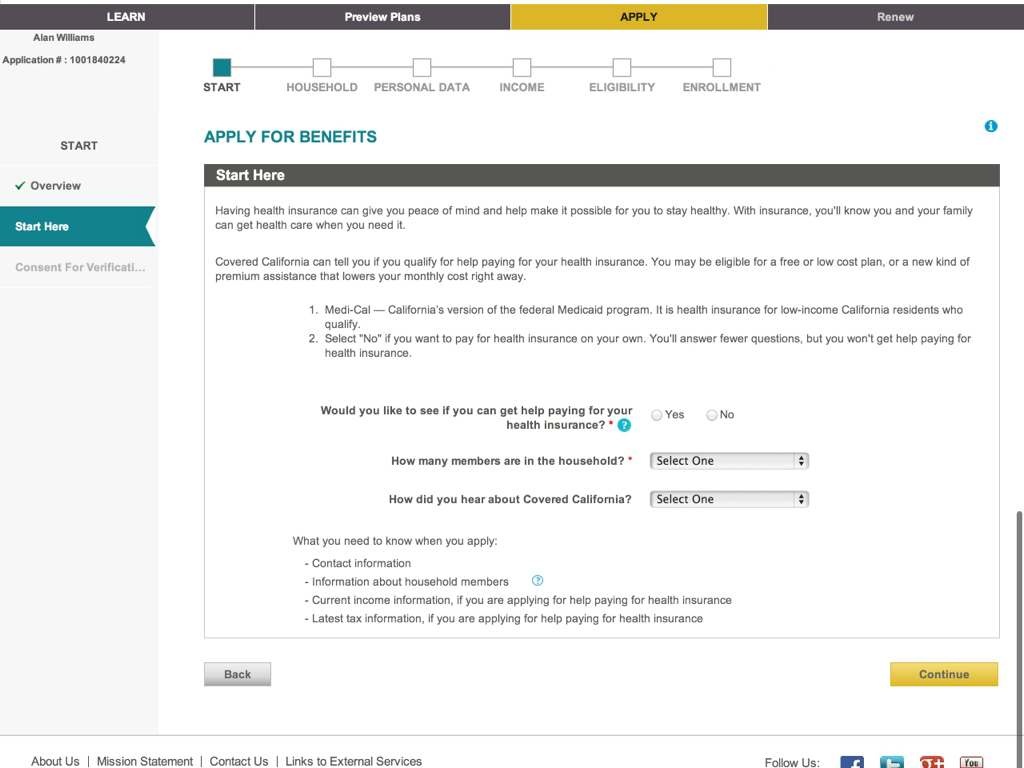 LEARN
Preview Plans
APPLY
Renew
Alan Williams
Application # : 1001840224
START
HOUSEHOLD
PERSONAL DATA
INCOME
ELIGIBILITY
ENROLLMENT
START
✓ Overview
Start Here
Consent For Verificati...
APPLY FOR BENEFITS
Start Here
Having health insurance can give you peace of mind and help make it possible for you to stay healthy. With insurance, you'll know you and your family
can get health care when you need it.
Covered California can tell you if you qualify for help paying for your health insurance. You may be eligible for a free or low cost plan, or a new kind of
premium assistance that lowers your monthly cost right away.
1. Medi-Cal — California's version of the federal Medicaid program. It is health insurance for low-income California residents who
qualify.
2. Select "No" if you want to pay for health insurance on your own. You'll answer fewer questions, but you won't get help paying for
health insurance.
Would you like to see if you can get help paying for your
health insurance? * ?
Yes
No
How many members are in the household? *
Select One
How did you hear about Covered California?
Select One
What you need to know when you apply:
- Contact information
- Information about household members ?
- Current income information, if you are applying for help paying for health insurance
- Latest tax information, if you are applying for help paying for health insurance
Back
Continue
About Us | Mission Statement | Contact Us | Links to External Services
Follow Us:
You